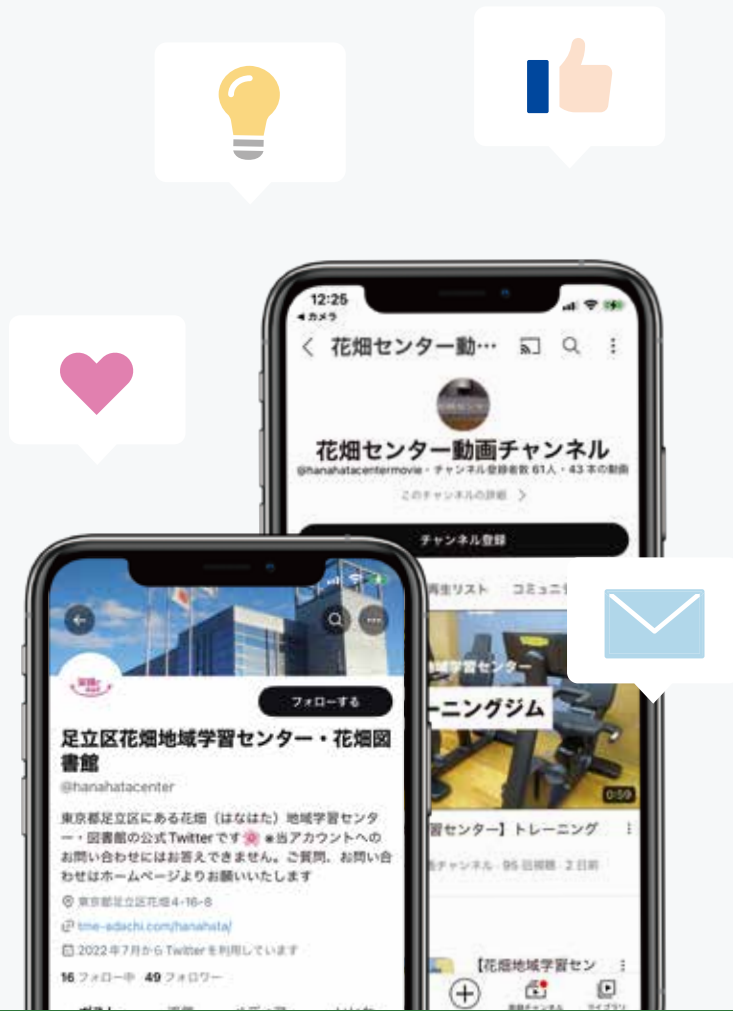 12:25
カメラ
花畑センター動…
花畑センター動画チャンネル
@hanahatacentermovie・チャンネル登録者数 61人・43 本の動画
このチャンネルの詳細
チャンネル登録
再生リスト
コミュニテ
学習センター
ーニングジム
0:59
習センター】トレーニング
チャンネル・95 回視聴・2 日前
【花畑地域学習セン
登録チャンネル
ライブラリ
フォローする
足立区花畑地域学習センター・花畑図
書館
@hanahatacenter
東京都足立区にある花畑（はなはた）地域学習センタ
ー・図書館の公式Twitterです🌸 ※当アカウントへの
お問い合わせにはお答えできません。ご質問、お問い合
わせはホームページよりお願いいたします
東京都足立区花畑4-16-8
tme-adachi.com/hanahata/
2022年7月からTwitterを利用しています
16 フォロー中 49 フォロワー